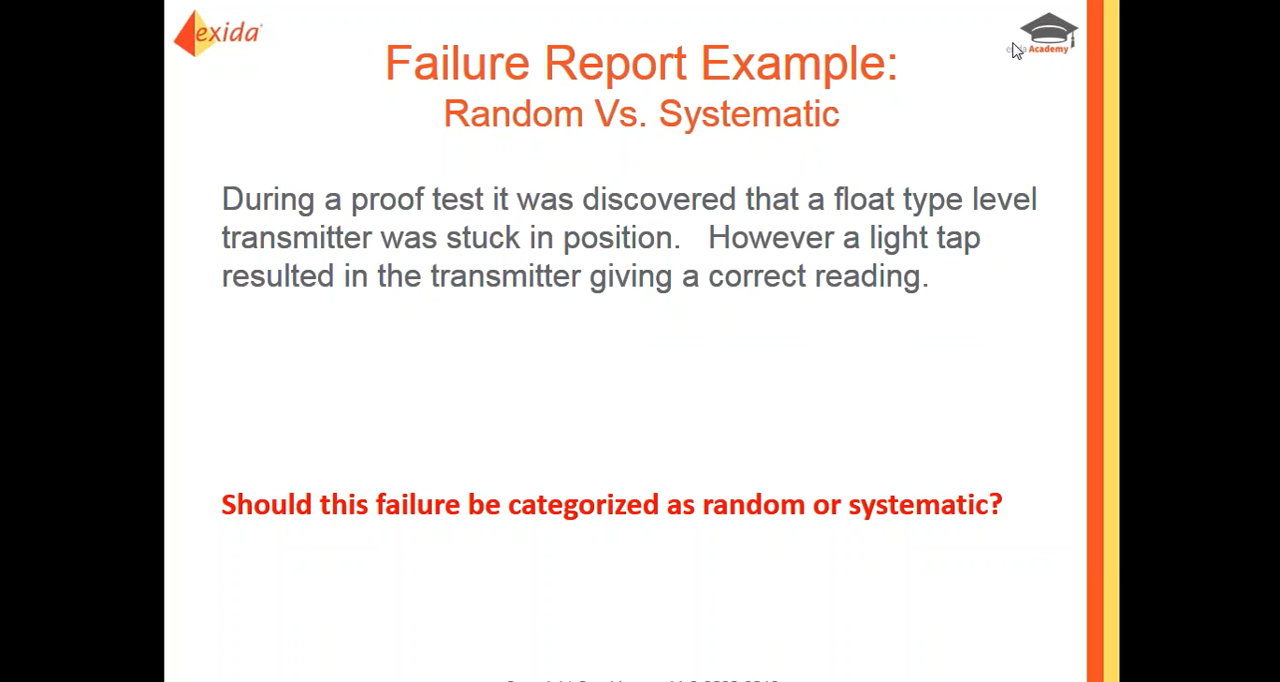 exida
Academy
Failure Report Example:
Random Vs. Systematic
During a proof test it was discovered that a float type level
transmitter was stuck in position. However a light tap
resulted in the transmitter giving a correct reading.
Should this failure be categorized as random or systematic?